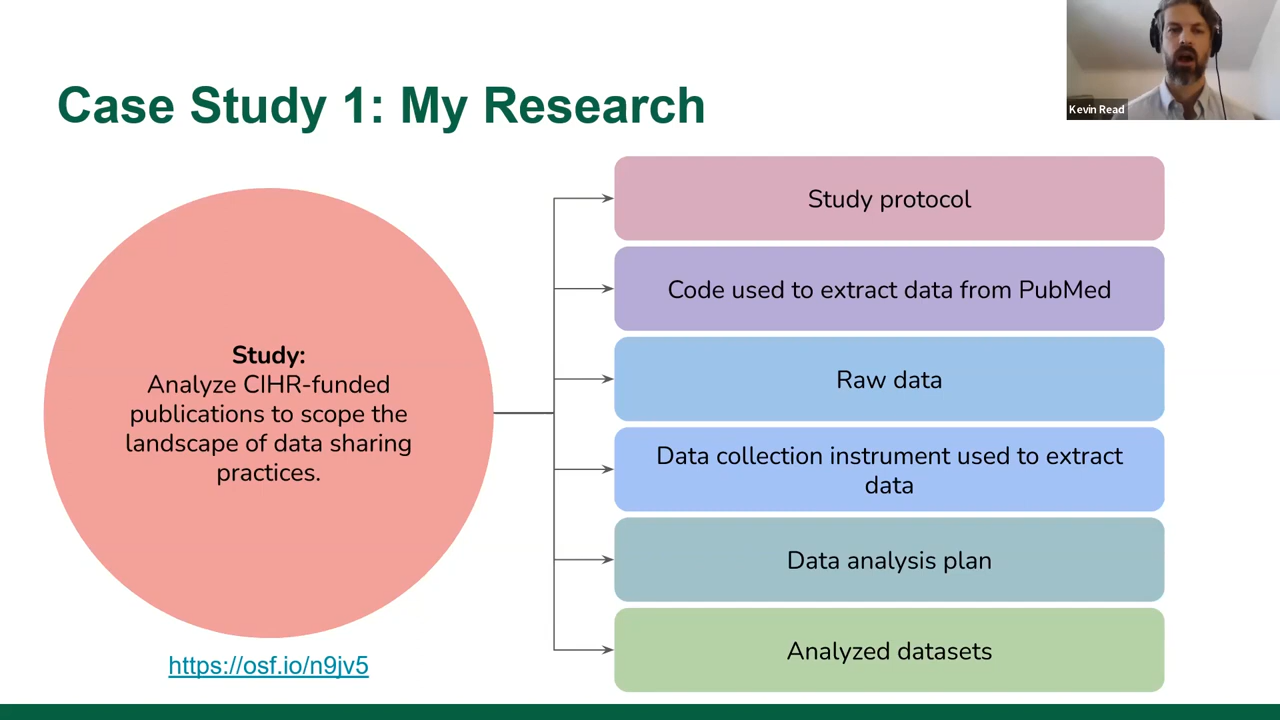 Kevin Read
Case Study 1: My Research
Study:
Analyze CIHR-funded
publications to scope the
landscape of data sharing
practices.
https://osf.io/n9jv5
Study protocol
Code used to extract data from PubMed
Raw data
Data collection instrument used to extract
data
Data analysis plan
Analyzed datasets